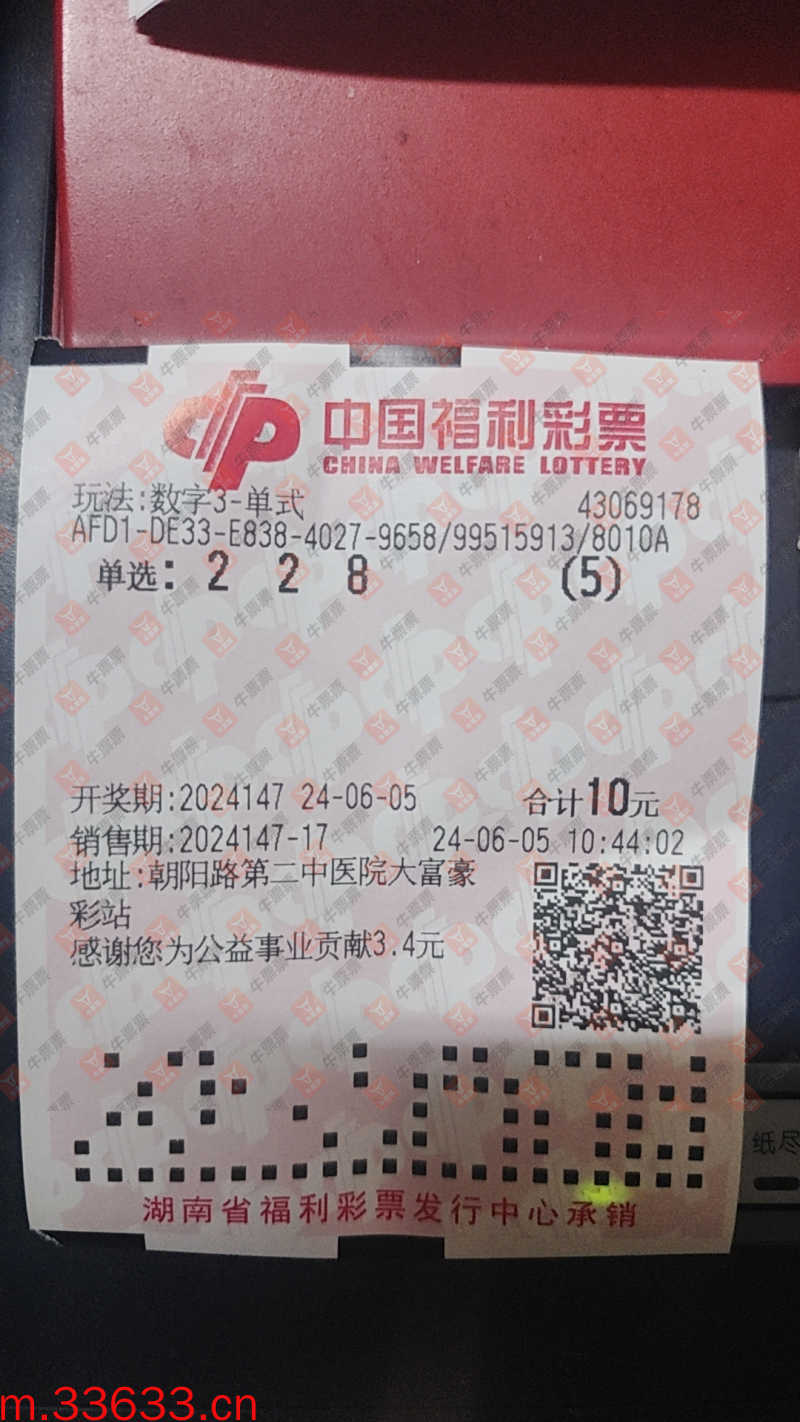 中国福利彩票
CHINA WELFARE LOTTERY
玩法:数字3-单式 43069178
AFD1-DE33-E838-4027-9658/99515913/8010A
单选: 2 2 8 (5)
开奖期:2024147 24-06-05 合计10元
销售期:2024147-17 24-06-05 10:44:02
地址:朝阳路第二中医院大富豪
彩站
感谢您为公益事业贡献3.4元
纸尽
湖南省福利彩票发行中心承销
牛票票
m.33633.cn